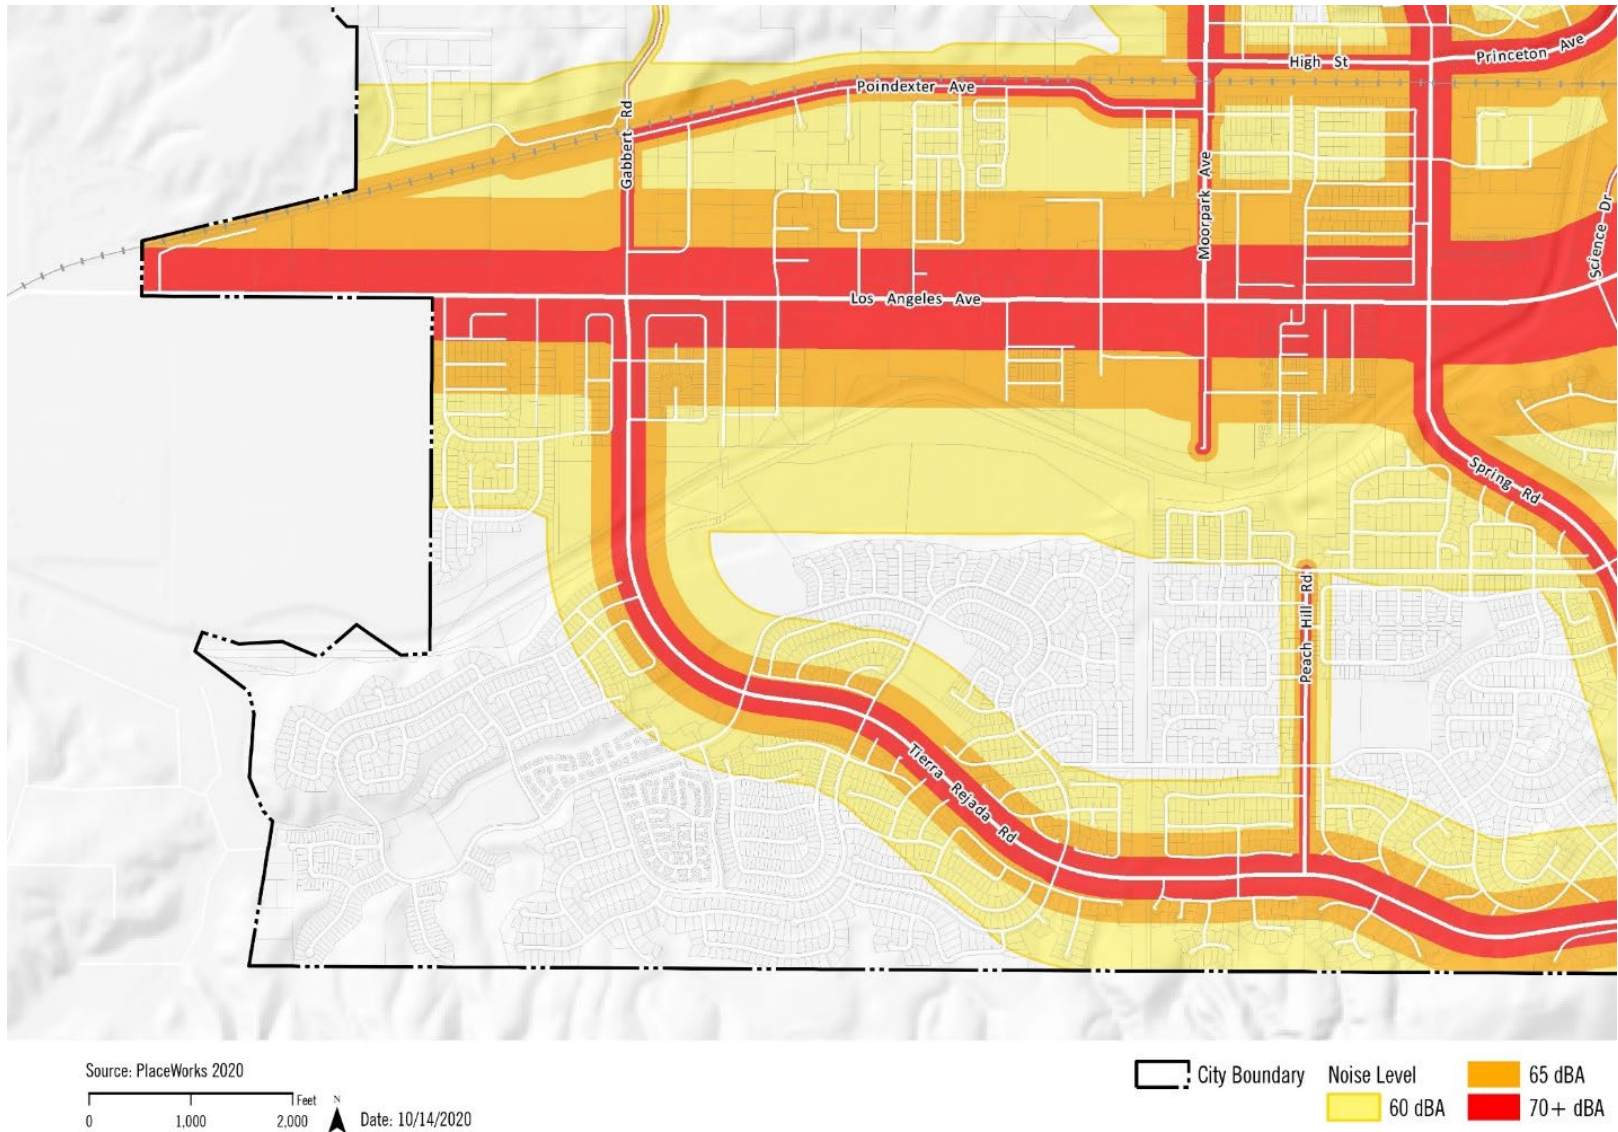 High St
Princeton Ave
Poindexter Ave
Gabbert Rd
Moorpark Ave
Science Dr
Los Angeles Ave
Spring Rd
Peach Hill Rd
Tierra Rejada Rd
Source: PlaceWorks 2020
Feet
0 1,000 2,000
N
Date: 10/14/2020
City Boundary
Noise Level
60 dBA
65 dBA
70+ dBA